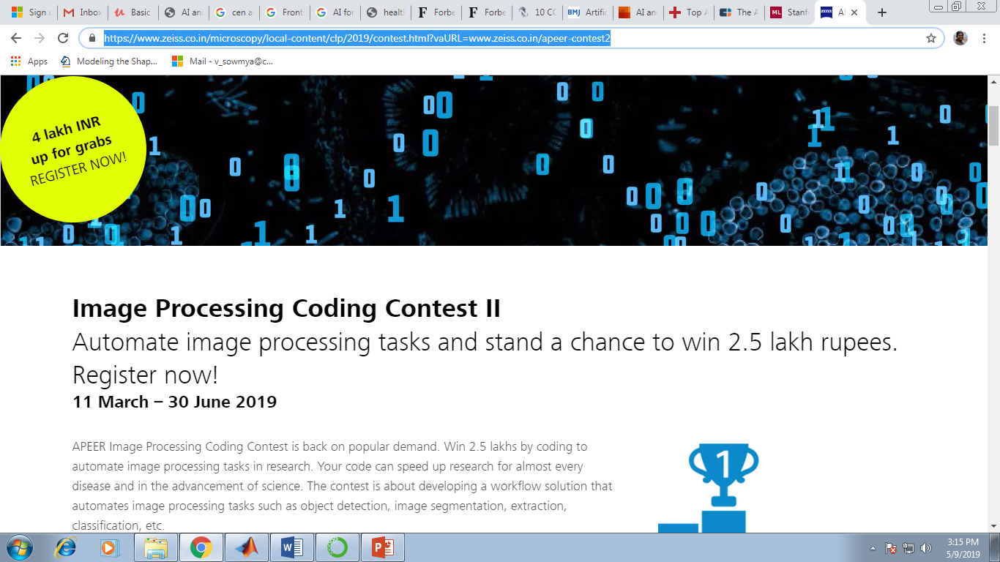 Sign
Inbox
Basic
AI an
cen a
Front
AI for
healt
Forbe
Forbe
10 CC
BMJ
Artific
AI an
Top A
The A
ML
Stanf
ZEISS
https://www.zeiss.co.in/microscopy/local-content/clp/2019/contest.html?vaURL=www.zeiss.co.in/apeer-contest2
Apps
Modeling the Shap...
Mail - v_sowmya@c...
4 lakh INR
up for grabs
REGISTER NOW!
Image Processing Coding Contest II
Automate image processing tasks and stand a chance to win 2.5 lakh rupees.
Register now!
11 March – 30 June 2019
APEER Image Processing Coding Contest is back on popular demand. Win 2.5 lakhs by coding to
automate image processing tasks in research. Your code can speed up research for almost every
disease and in the advancement of science. The contest is about developing a workflow solution that
automates image processing tasks such as object detection, image segmentation, extraction,
classification, etc.
1
3:15 PM
5/9/2019